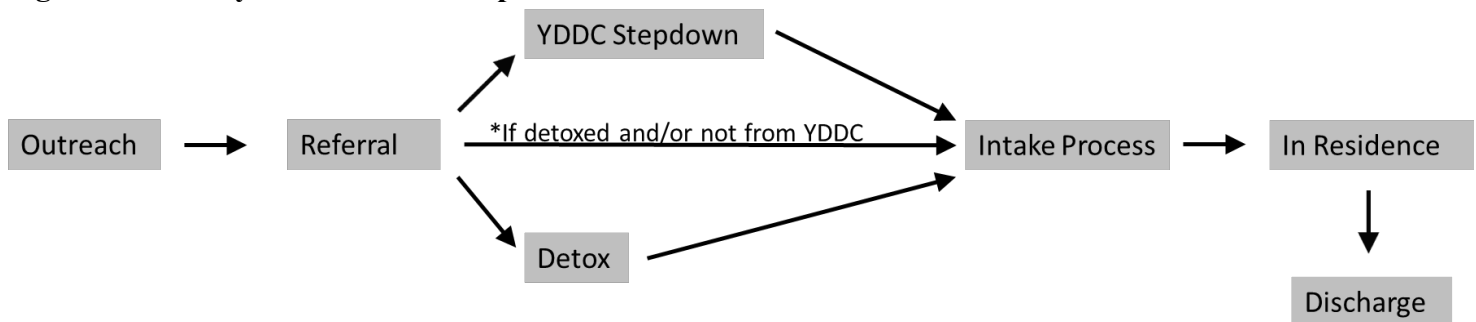 YDDC Stepdown
*If detoxed and/or not from YDDC
Outreach
Referral
Intake Process
In Residence
Detox
Discharge